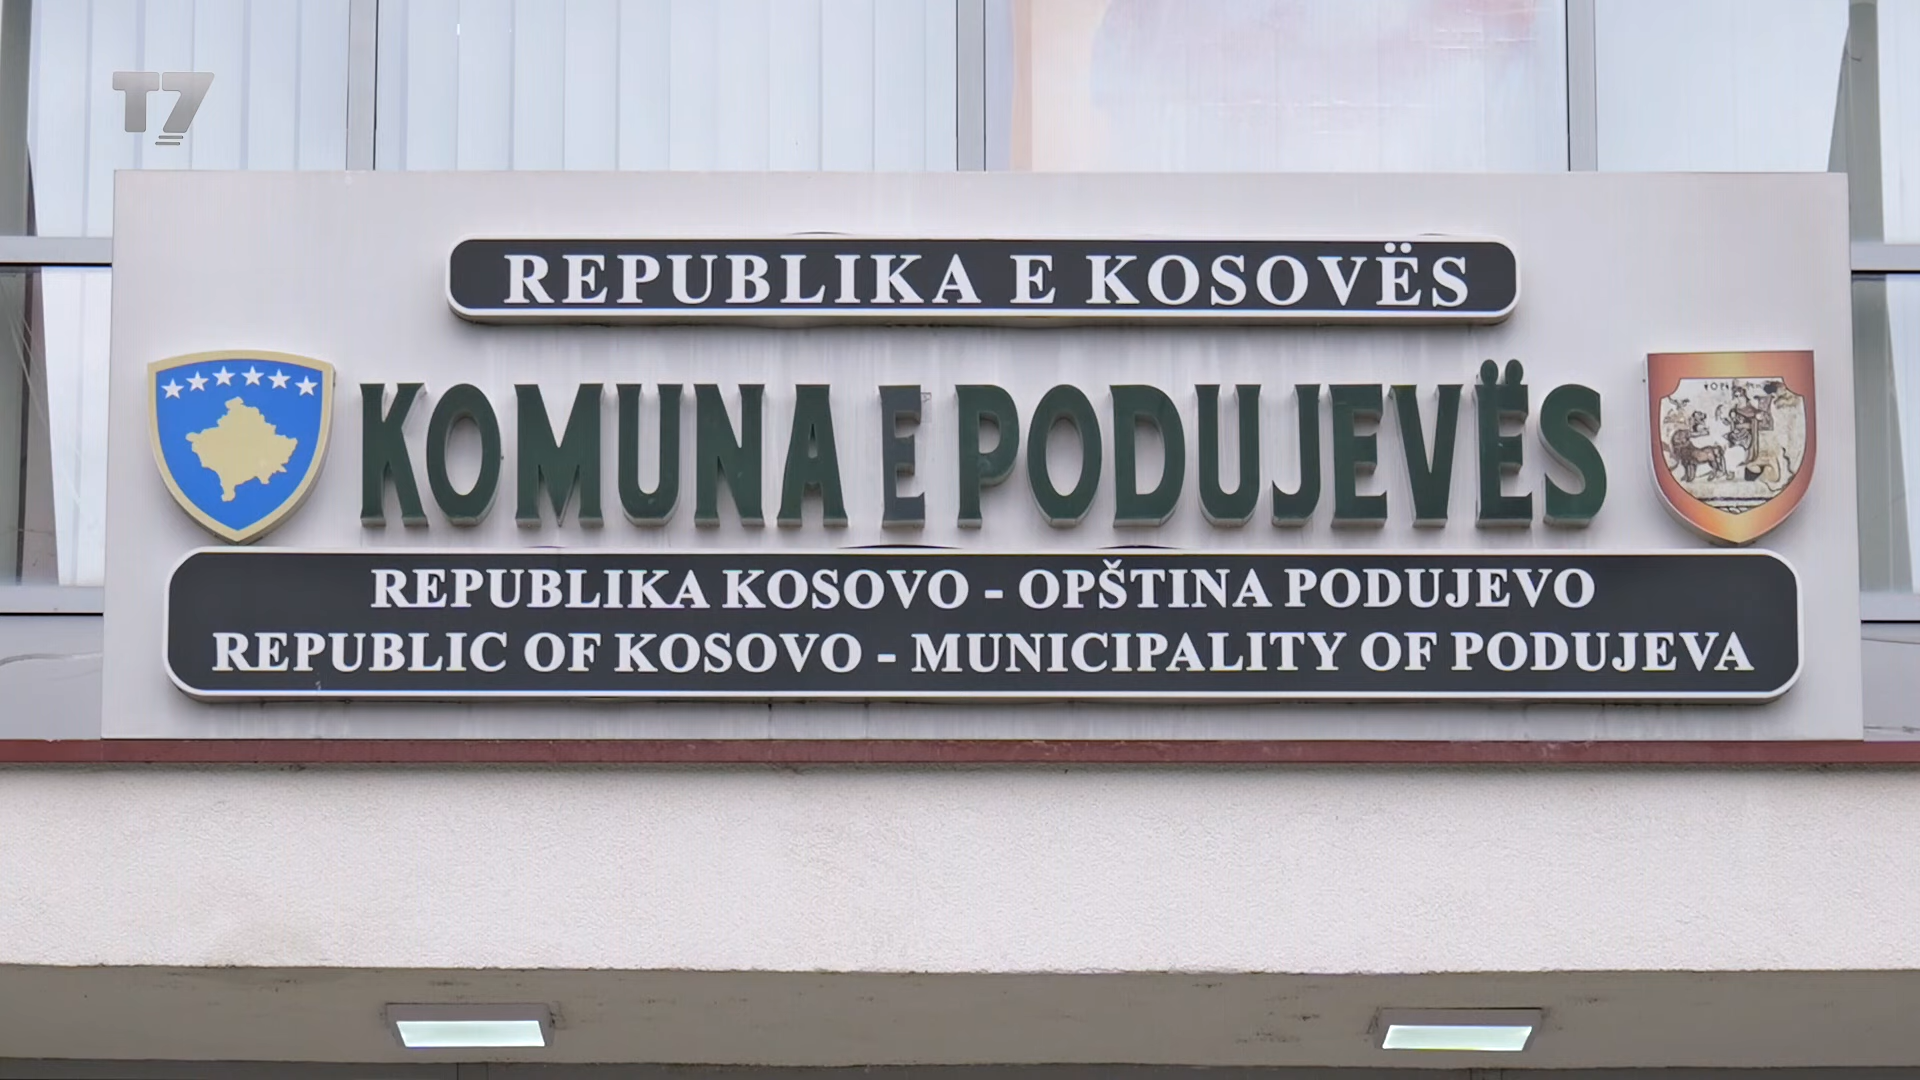 T7
REPUBLIKA E KOSOVËS
KOMUNA E PODUJEVËS
REPUBLIKA KOSOVO - OPŠTINA PODUJEVO
REPUBLIC OF KOSOVO - MUNICIPALITY OF PODUJEVA